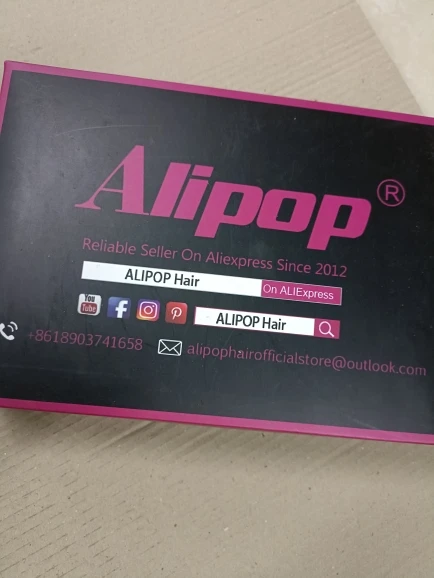 Alipop®
Reliable Seller On Aliexpress Since 2012
ALIPOP Hair On ALIExpress
You Tube f ALIPOP Hair
+8618903741658 alipophairofficialstore@outlook.com